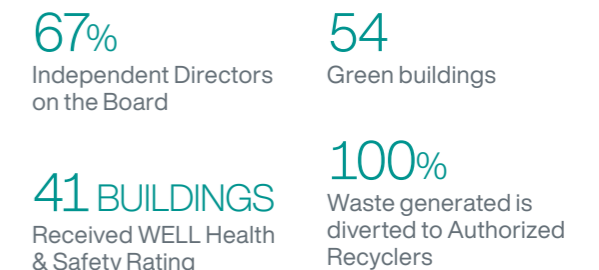 67%
Independent Directors
on the Board
54
Green buildings
41 BUILDINGS
Received WELL Health
& Safety Rating
100%
Waste generated is
diverted to Authorized
Recyclers